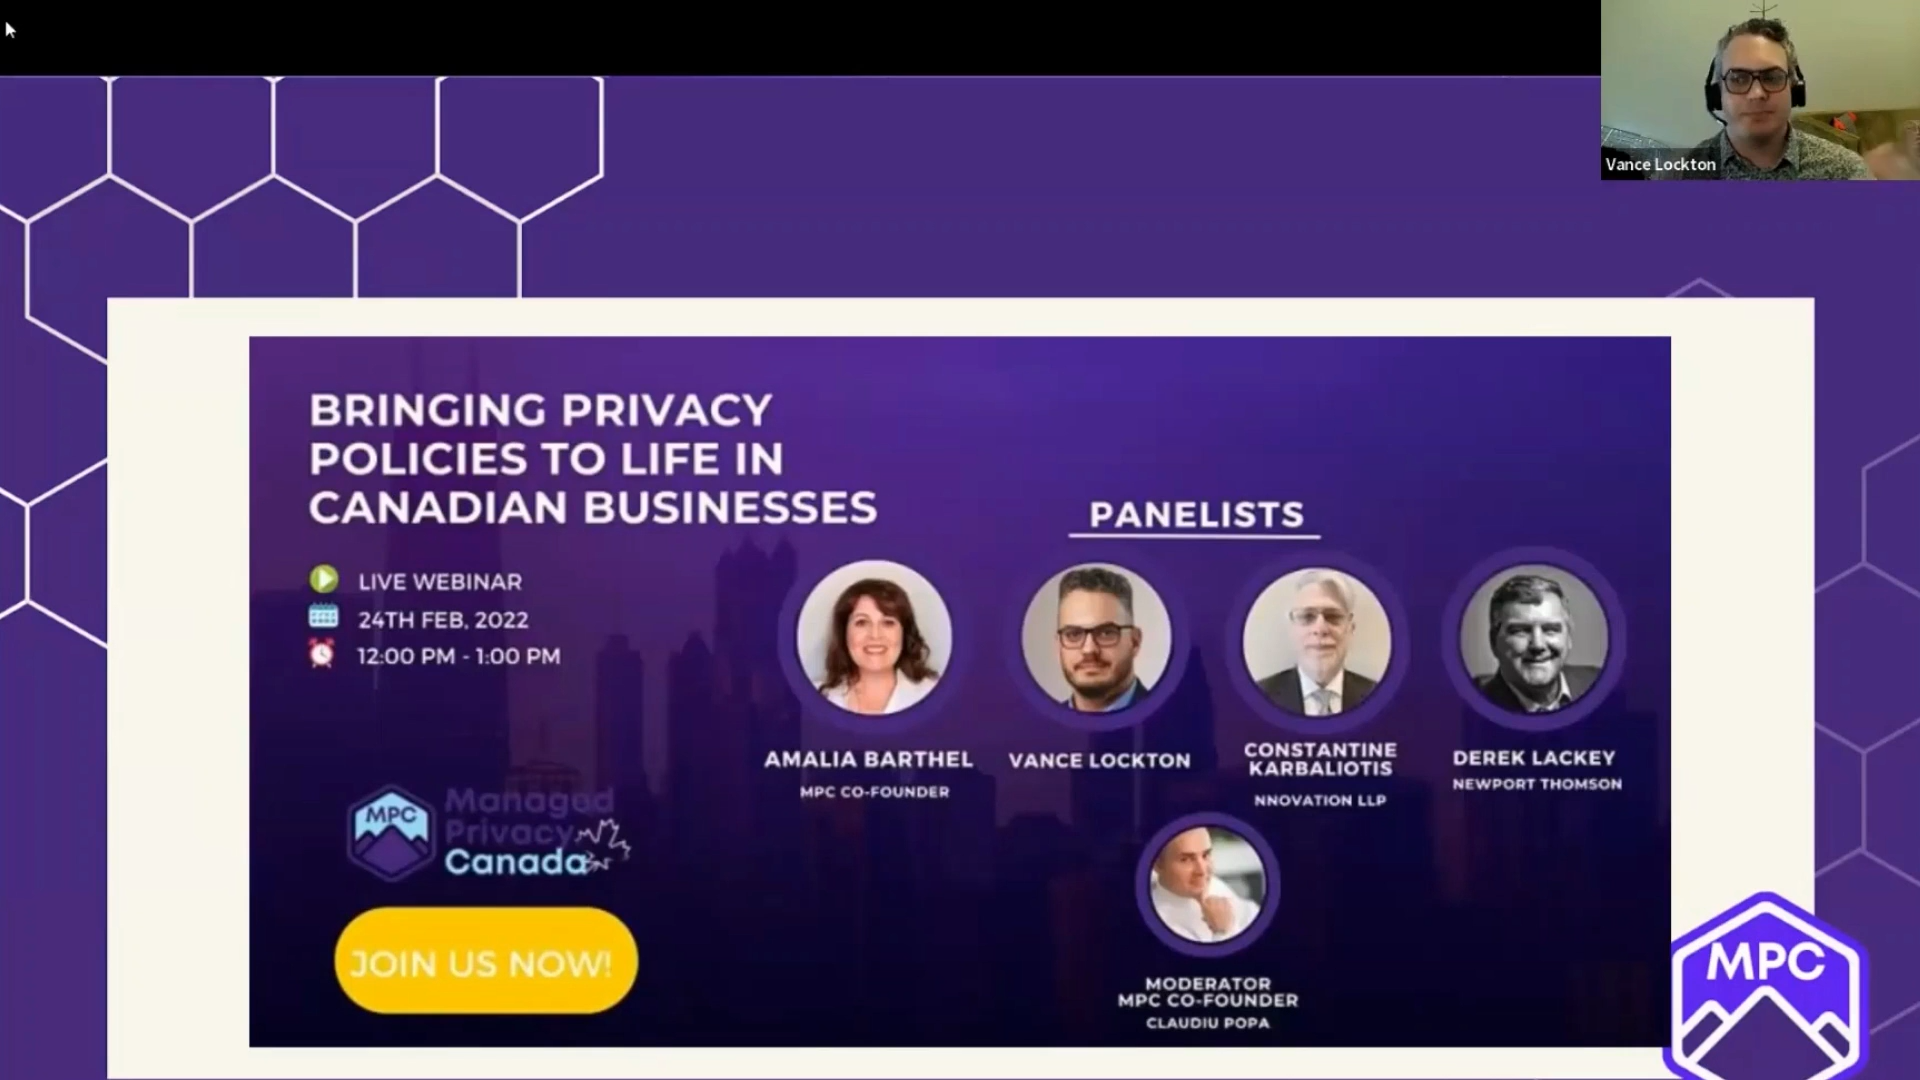 Vance Lockton
BRINGING PRIVACY
POLICIES TO LIFE IN
CANADIAN BUSINESSES
LIVE WEBINAR
24TH FEB, 2022
12:00 PM - 1:00 PM
PANELISTS
AMALIA BARTHEL
MPC CO-FOUNDER
VANCE LOCKTON
CONSTANTINE
KARBALIOTIS
NNOVATION LLP
DEREK LACKEY
NEWPORT THOMSON
MODERATOR
MPC CO-FOUNDER
CLAUDIU POPA
MPC
Managed
Privacy
Canada
JOIN US NOW!
MPC